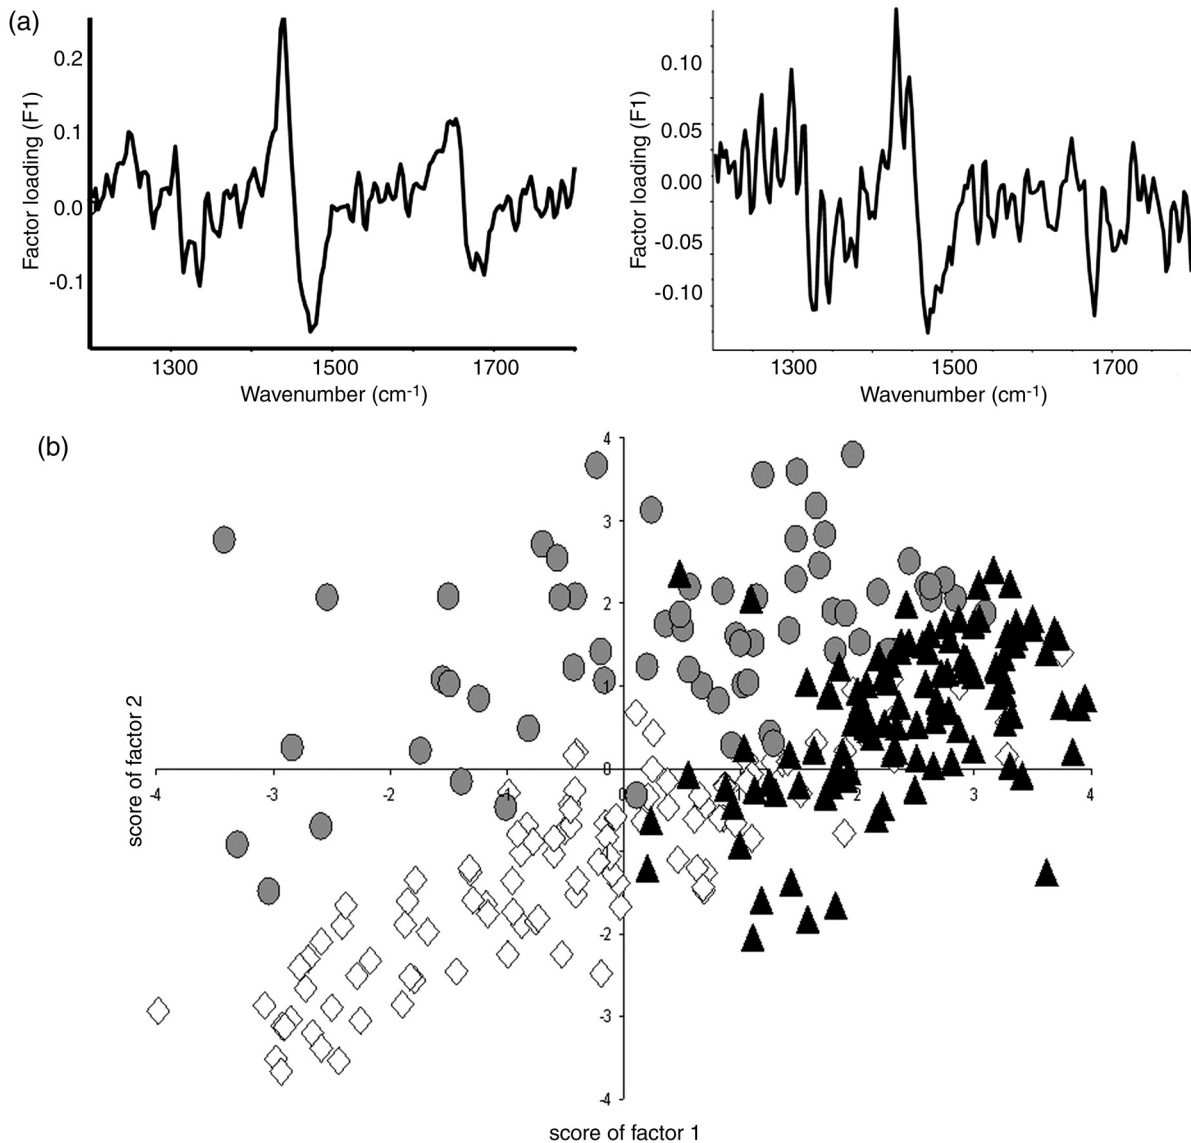 (a)
0.2
0.1
0.0
-0.1
Factor loading (F1)
1300 1500 1700
Wavenumber (cm-1)
0.10
0.05
0.00
-0.05
-0.10
Factor loading (F1)
1300 1500 1700
Wavenumber (cm-1)
(b)
4
3
2
1
0
-4 -3 -2 -1 2 3 4
-2
-3
-4
score of factor 2
score of factor 1